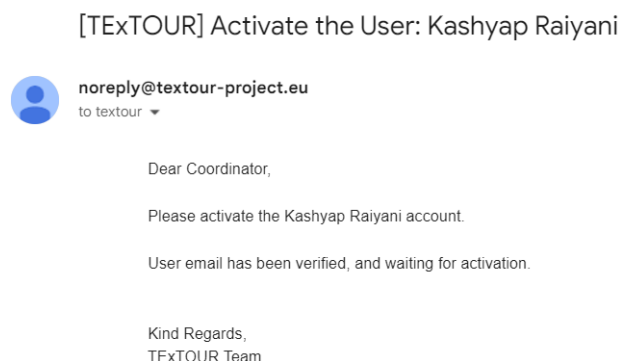 [TExTOUR] Activate the User: Kashyap Raiyani
noreply@textour-project.eu
to textour
Dear Coordinator,
Please activate the Kashyap Raiyani account.
User email has been verified, and waiting for activation.
Kind Regards,
TExTOUR Team